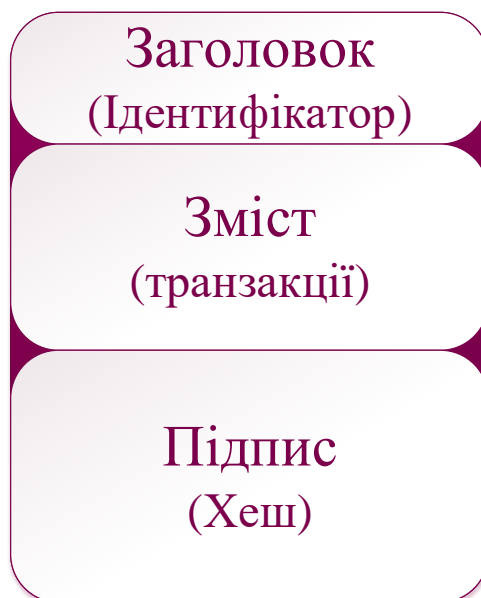 Заголовок
(Ідентифікатор)
Зміст
(транзакції)
Підпис
(Хеш)